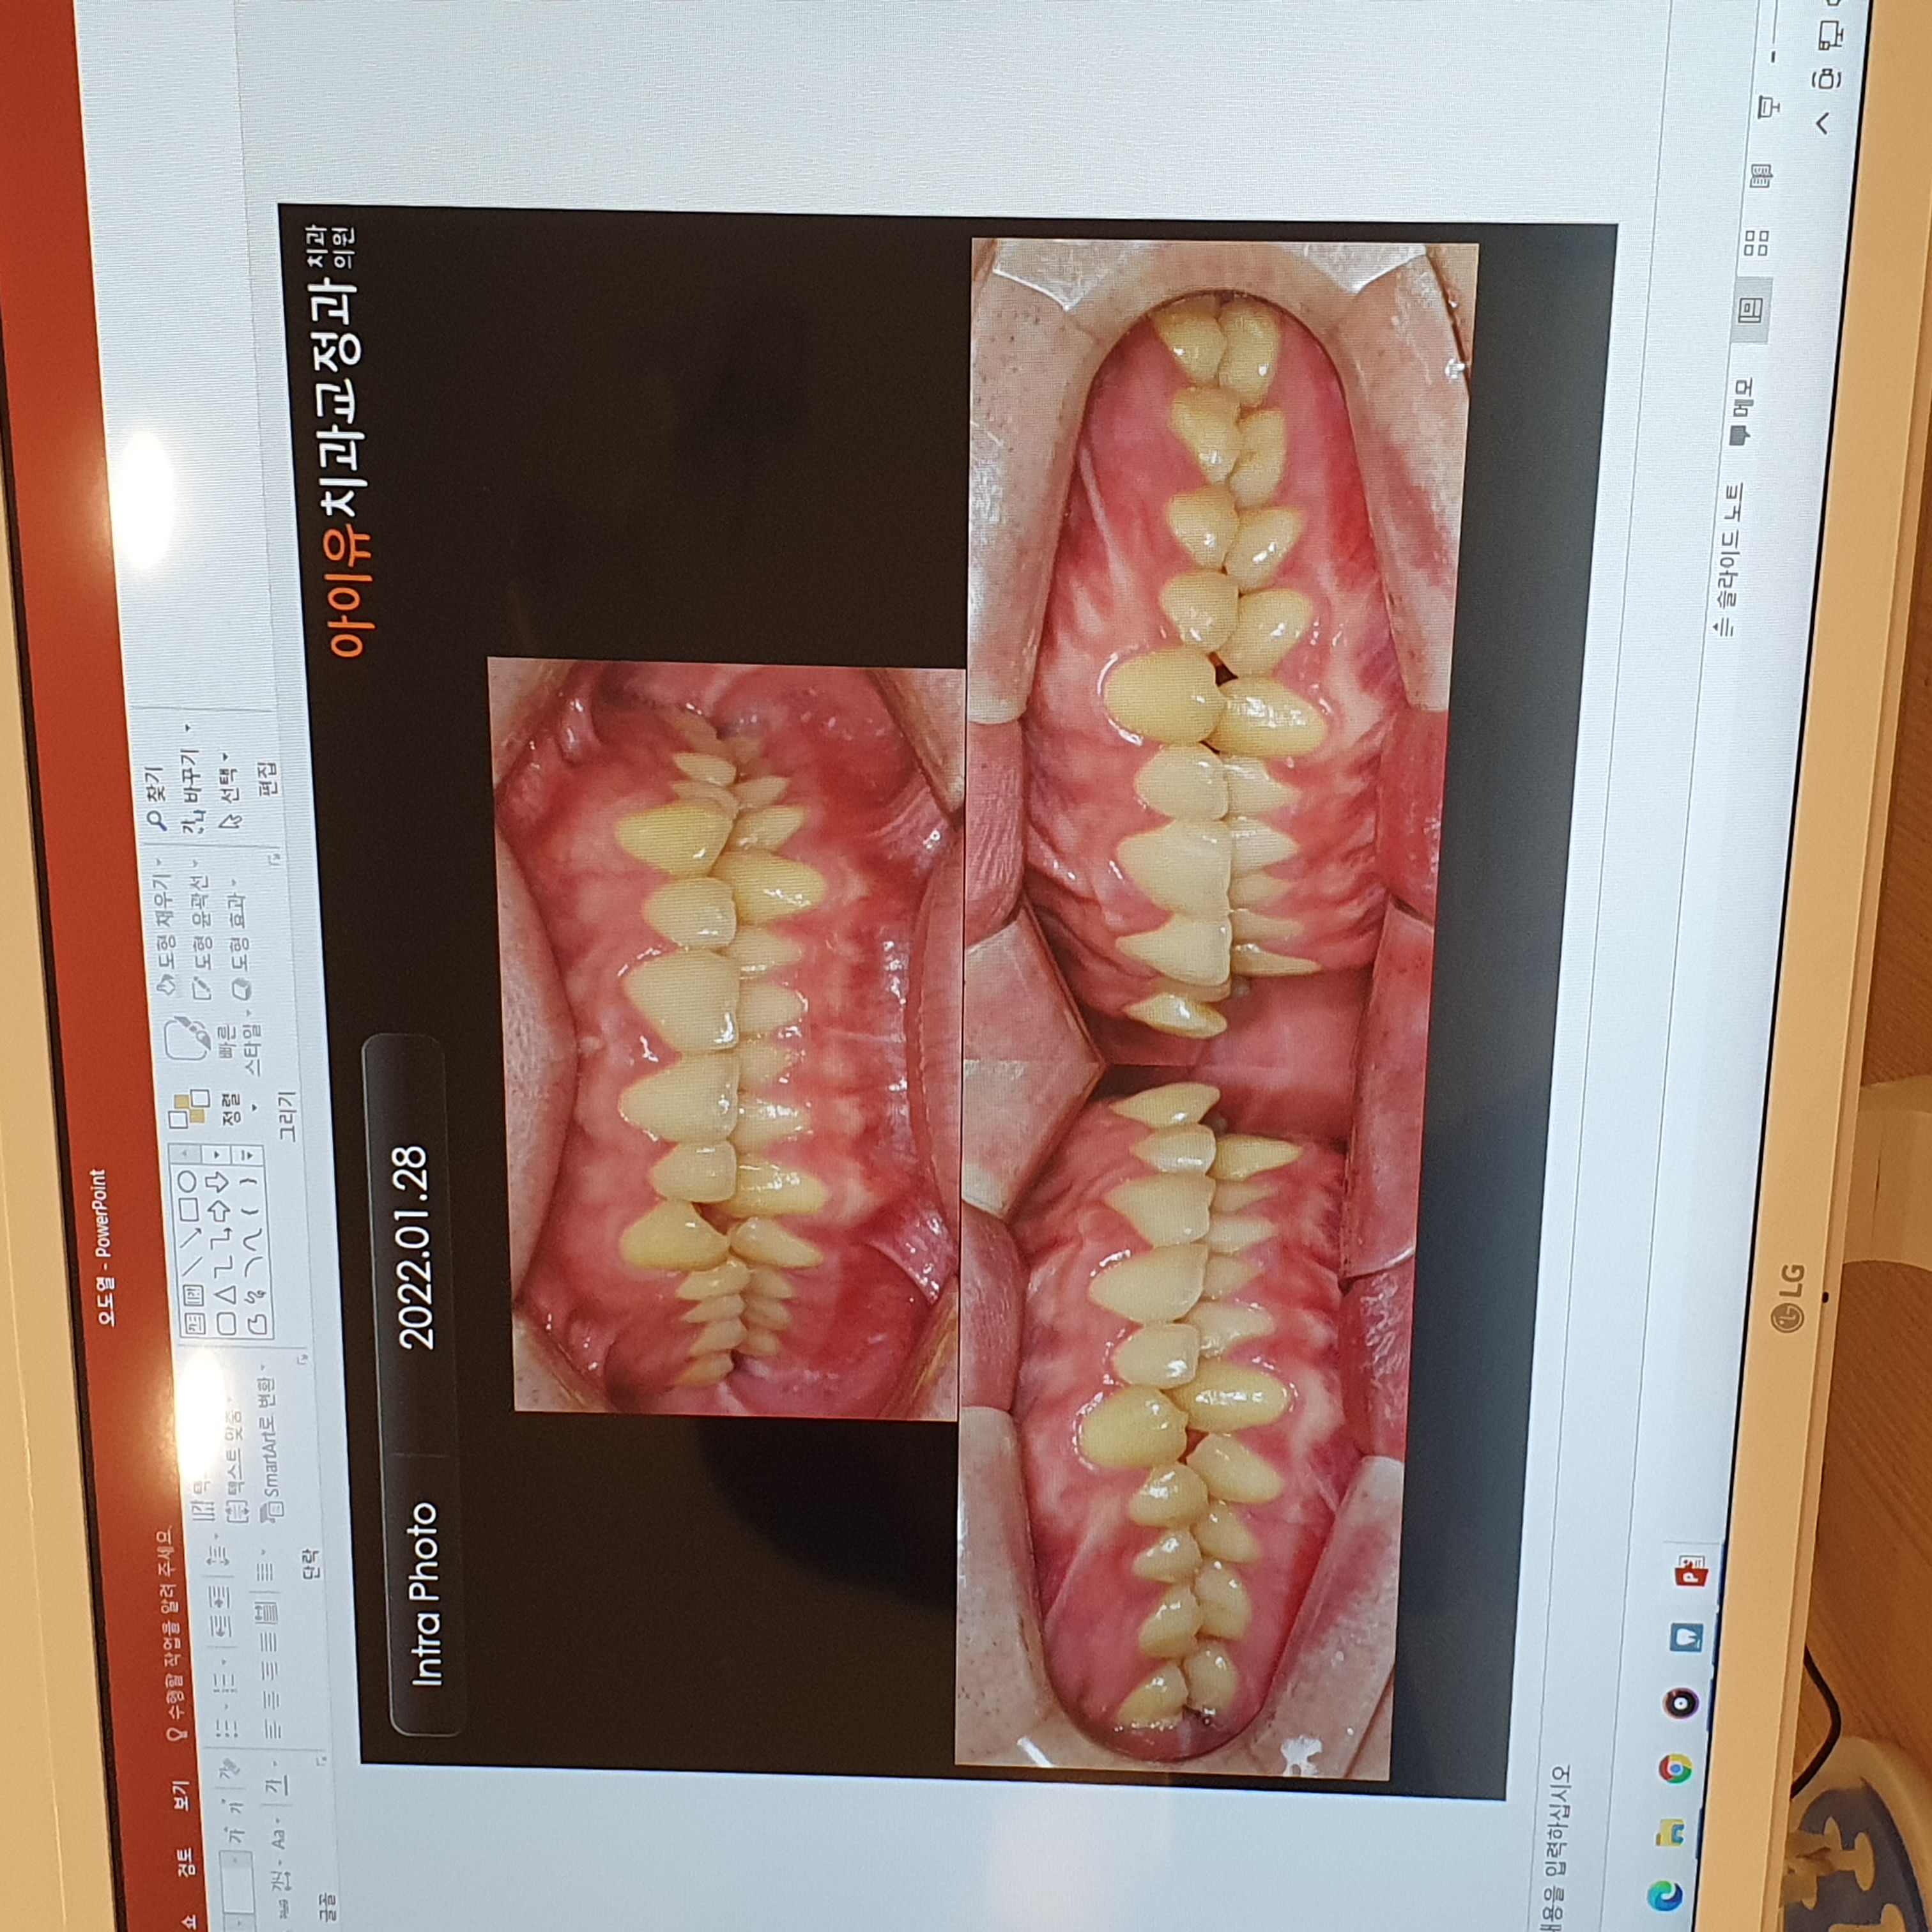 오도열 - PowerPoint
쇼 검토 보기 수행할 작업을 알려 주세요
가 가 가
텍스트 맞춤
SmartArt로 변환
Aa 가
글꼴
단락
정렬
빠른
스타일
도형 채우기
도형 윤곽선
도형 효과
그리기
찾기
바꾸기
선택
편집
아이유치과교정과 치과
의원
Intra Photo 2022.01.28
내용을 입력하십시오
슬라이드 노트 메모
LG